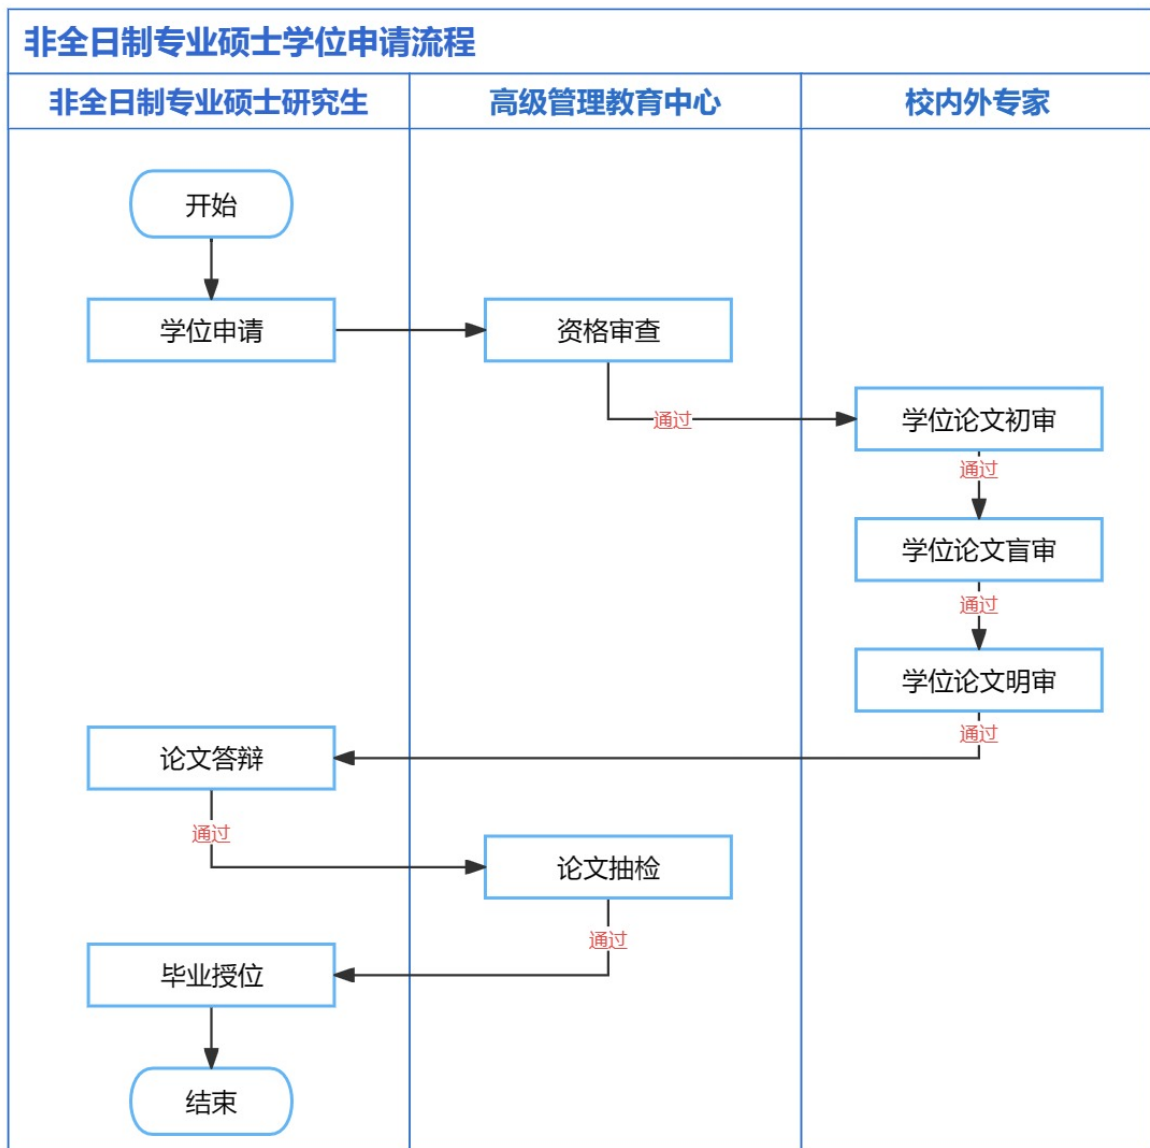 非全日制专业硕士学位申请流程
非全日制专业硕士研究生
高级管理教育中心
校内外专家
开始
学位申请
资格审查
通过
学位论文初审
通过
学位论文盲审
通过
学位论文明审
通过
论文答辩
通过
论文抽检
通过
毕业授位
结束